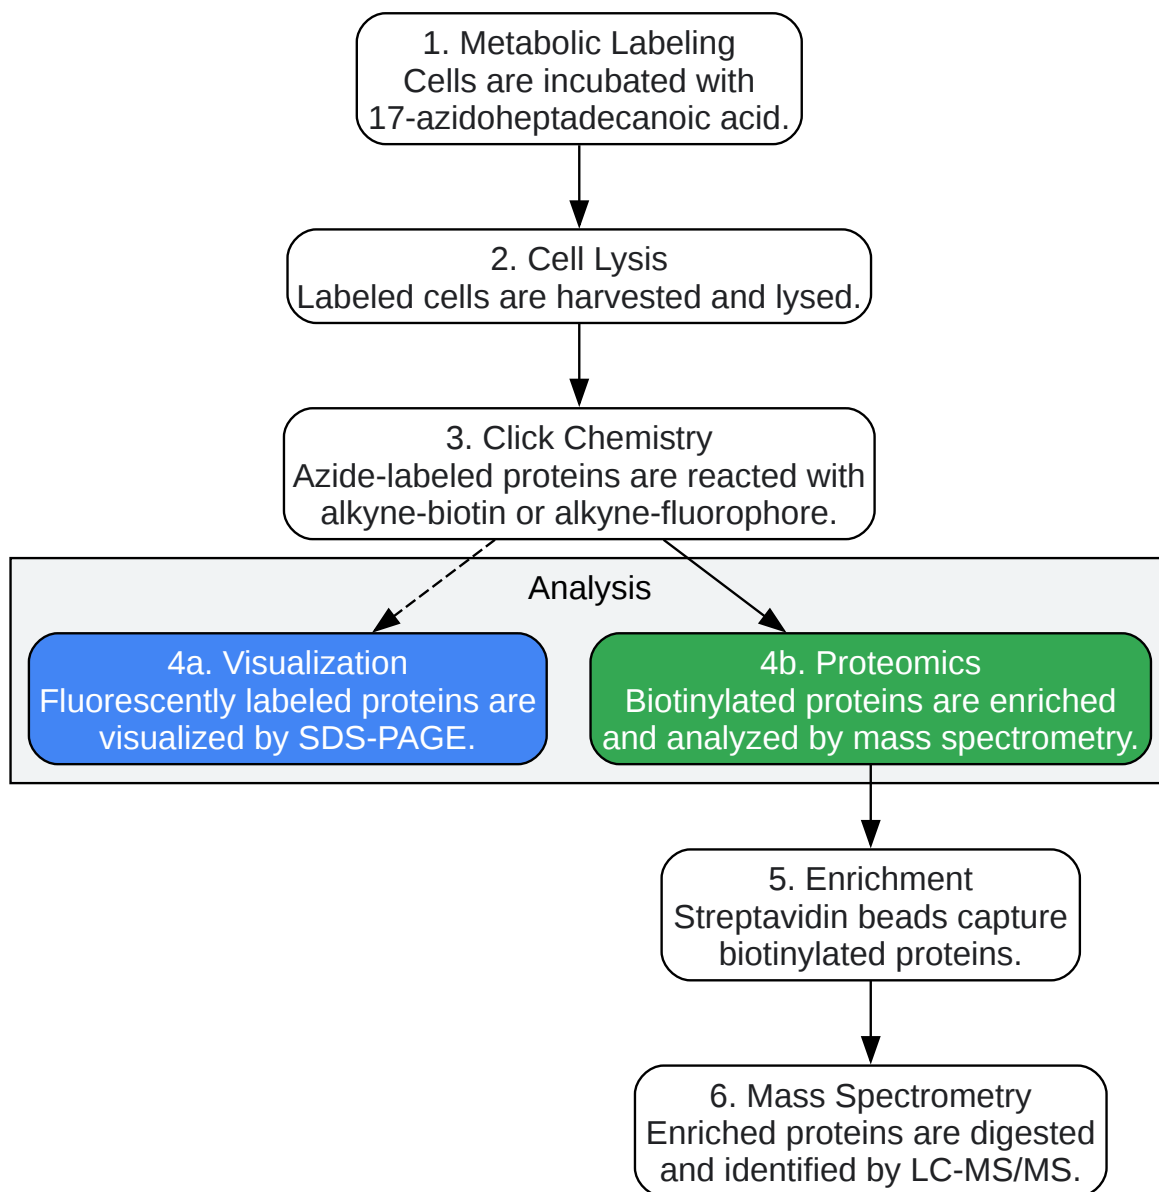 1. Metabolic Labeling
Cells are incubated with
17-azidoheptadecanoic acid.
2. Cell Lysis
Labeled cells are harvested and lysed.
3. Click Chemistry
Azide-labeled proteins are reacted with
alkyne-biotin or alkyne-fluorophore.
Analysis
4a. Visualization
Fluorescently labeled proteins are
visualized by SDS-PAGE.
4b. Proteomics
Biotinylated proteins are enriched
and analyzed by mass spectrometry.
5. Enrichment
Streptavidin beads capture
biotinylated proteins.
6. Mass Spectrometry
Enriched proteins are digested
and identified by LC-MS/MS.